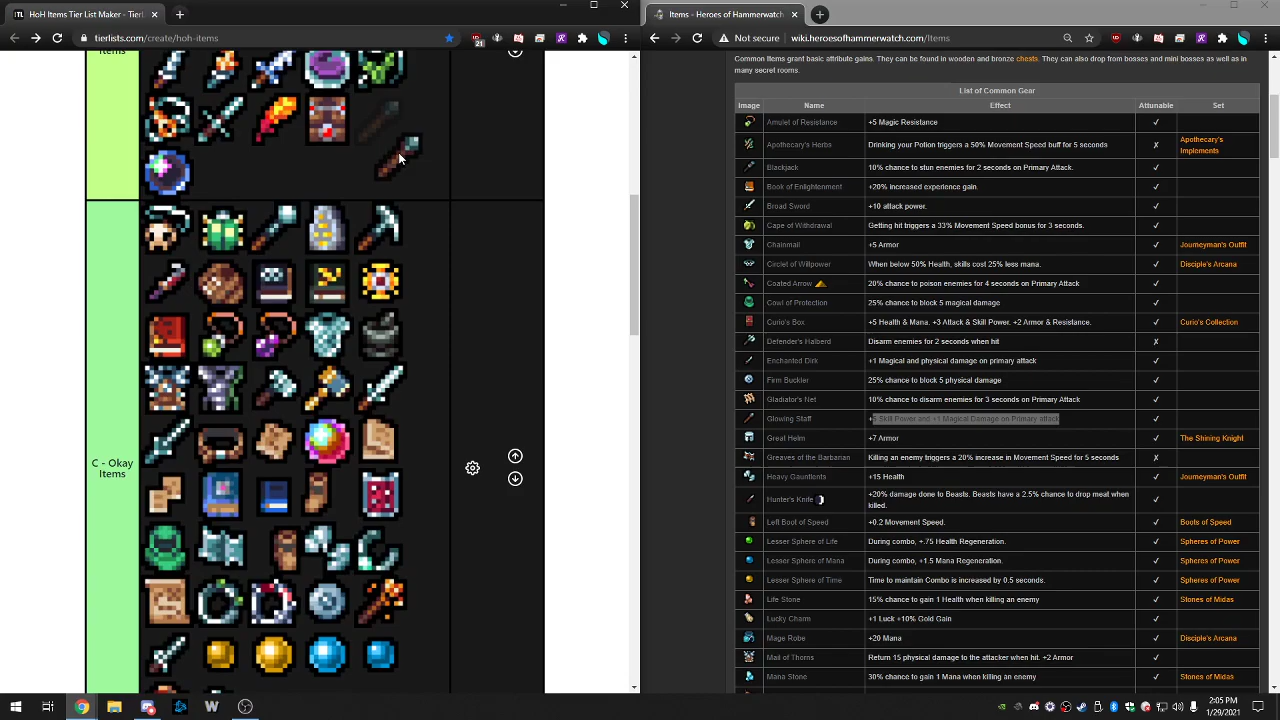 HoH Items Tier List Maker - TierL
Items - Heroes of Hammerwatch
tierlists.com/create/hoh-items
21
Not secure
wiki.heroesofhammerwatch.com/Items
Items
C - Okay
Items
Common Items grant basic attribute gains. They can be found in wooden and bronze chests. They can also drop from bosses and mini bosses as well as in
many secret rooms.
List of Common Gear
Image Name Effect Attunable Set
Amulet of Resistance +5 Magic Resistance ✓
Apothecary's Herbs Drinking your Potion triggers a 50% Movement Speed buff for 5 seconds ✗ Apothecary's
Implements
Blackjack 10% chance to stun enemies for 2 seconds on Primary Attack. ✓
Book of Enlightenment +20% increased experience gain. ✓
Broad Sword +10 attack power. ✓
Cape of Withdrawal Getting hit triggers a 33% Movement Speed bonus for 3 seconds. ✓
Chainmail +5 Armor ✓ Journeyman's Outfit
Circlet of Willpower When below 50% Health, skills cost 25% less mana. ✓ Disciple's Arcana
Coated Arrow 20% chance to poison enemies for 4 seconds on Primary Attack ✓
Cowl of Protection 25% chance to block 5 magical damage ✓
Curio's Box +5 Health & Mana. +3 Attack & Skill Power. +2 Armor & Resistance. ✓ Curio's Collection
Defender's Halberd Disarm enemies for 2 seconds when hit ✗
Enchanted Dirk +1 Magical and physical damage on primary attack ✓
Firm Buckler 25% chance to block 5 physical damage ✓
Gladiator's Net 10% chance to disarm enemies for 3 seconds on Primary Attack ✓
Glowing Staff +5 Skill Power and +1 Magical Damage on Primary attack ✓
Great Helm +7 Armor ✓ The Shining Knight
Greaves of the Barbarian Killing an enemy triggers a 20% increase in Movement Speed for 5 seconds ✗
Heavy Gauntlents +15 Health ✓ Journeyman's Outfit
Hunter's Knife +20% damage done to Beasts. Beasts have a 2.5% chance to drop meat when
killed. ✓
Left Boot of Speed +0.2 Movement Speed. ✓ Boots of Speed
Lesser Sphere of Life During combo, +.75 Health Regeneration. ✓ Spheres of Power
Lesser Sphere of Mana During combo, +1.5 Mana Regeneration. ✓ Spheres of Power
Lesser Sphere of Time Time to maintain Combo is increased by 0.5 seconds. ✓ Spheres of Power
Life Stone 15% chance to gain 1 Health when killing an enemy ✓ Stones of Midas
Lucky Charm +1 Luck +10% Gold Gain ✓
Mage Robe +20 Mana ✓ Disciple's Arcana
Mail of Thorns Return 15 physical damage to the attacker when hit. +2 Armor ✓
Mana Stone 30% chance to gain 1 Mana when killing an enemy ✓ Stones of Midas
2:05 PM
1/29/2021